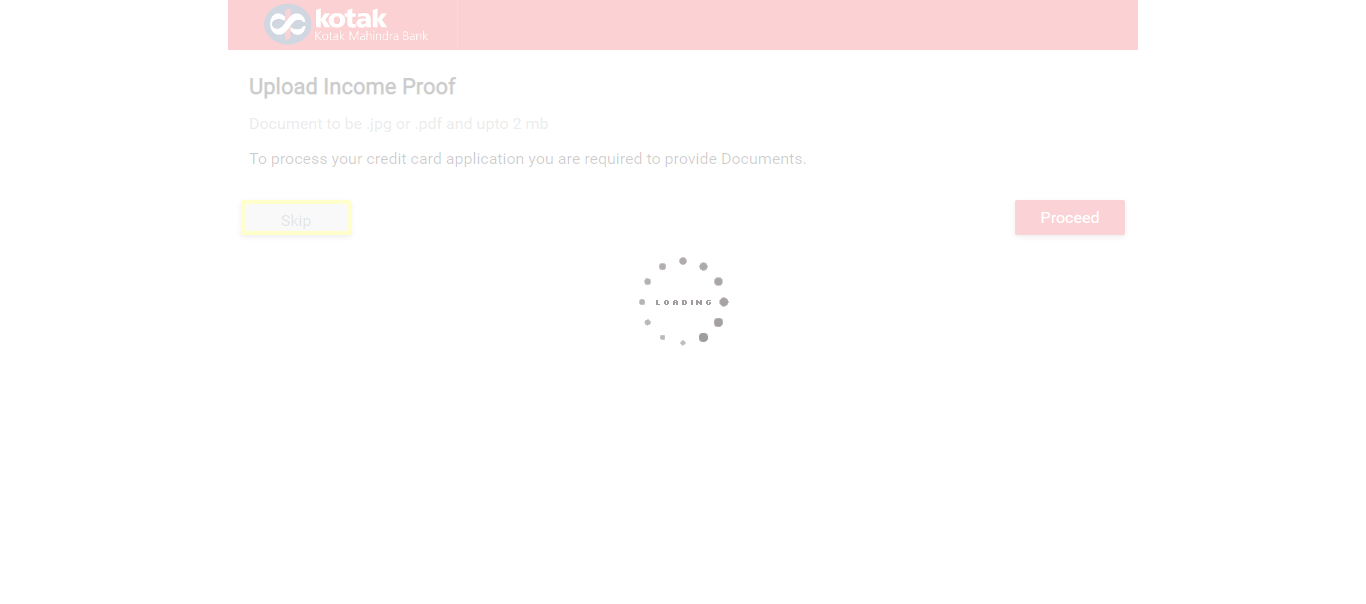 kotak
Kotak Mahindra Bank
Upload Income Proof
Document to be .jpg or .pdf and upto 2 mb
To process your credit card application you are required to provide Documents.
Skip
Proceed
LOADING